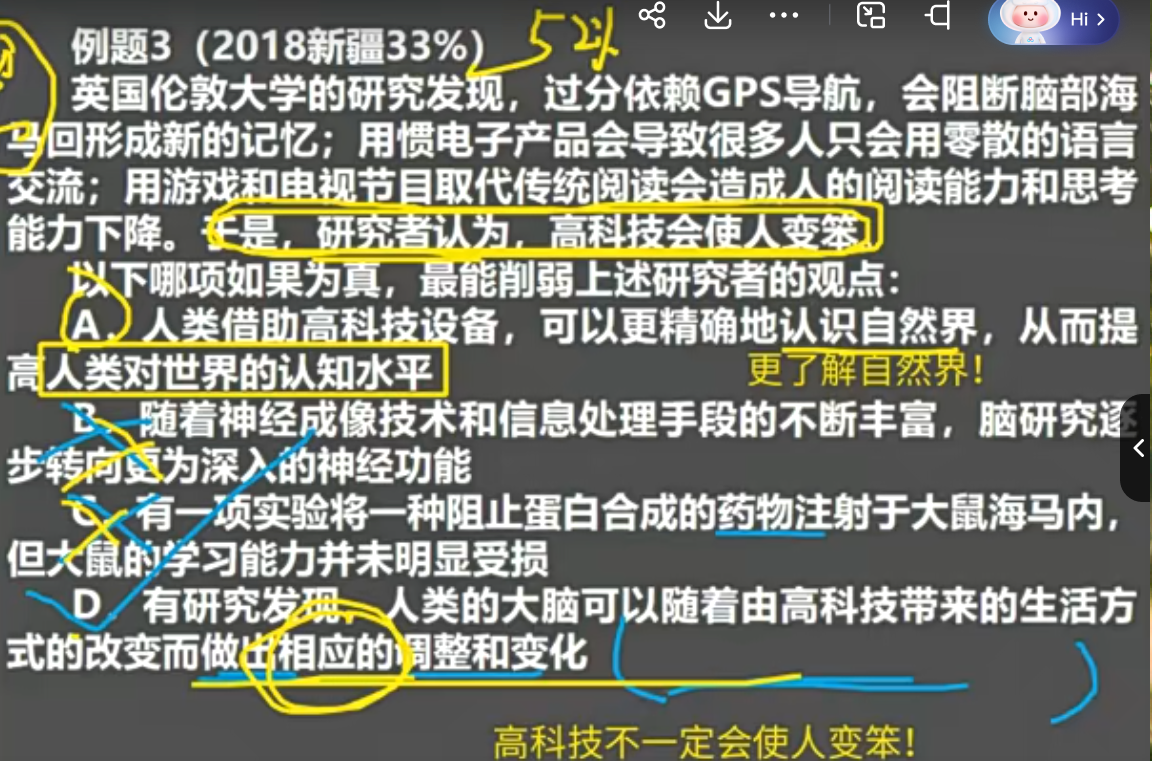 Hi >
例题3（2018新疆33%）
英国伦敦大学的研究发现，过分依赖GPS导航，会阻断脑部海
马回形成新的记忆；用惯电子产品会导致很多人只会用零散的语言
交流；用游戏和电视节目取代传统阅读会造成人的阅读能力和思考
能力下降。于是，研究者认为，高科技会使人变笨。
以下哪项如果为真，最能削弱上述研究者的观点：
A、人类借助高科技设备，可以更精确地认识自然界，从而提
高人类对世界的认知水平
更了解自然界！
B、随着神经成像技术和信息处理手段的不断丰富，脑研究逐
步转向更为深入的神经功能
C、有一项实验将一种阻止蛋白合成的药物注射于大鼠海马内，
但大鼠的学习能力并未明显受损
D、有研究发现，人类的大脑可以随着由高科技带来的生活方
式的改变而做出相应的调整和变化
高科技不一定会使人变笨！